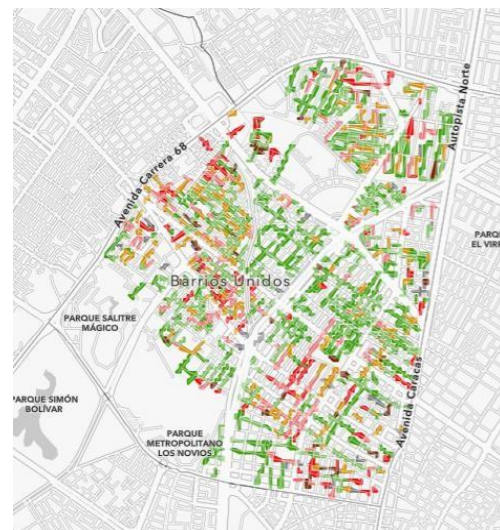 Autopista Norte
Avenida Carrera 68
PARQUE
EL VIRR
Barrios Unidos
PARQUE SALITRE
MÁGICO
PARQUE SIMÓN
BOLÍVAR
Avenida Caracas
PARQUE
METROPOLITANO
LOS NOVIOS